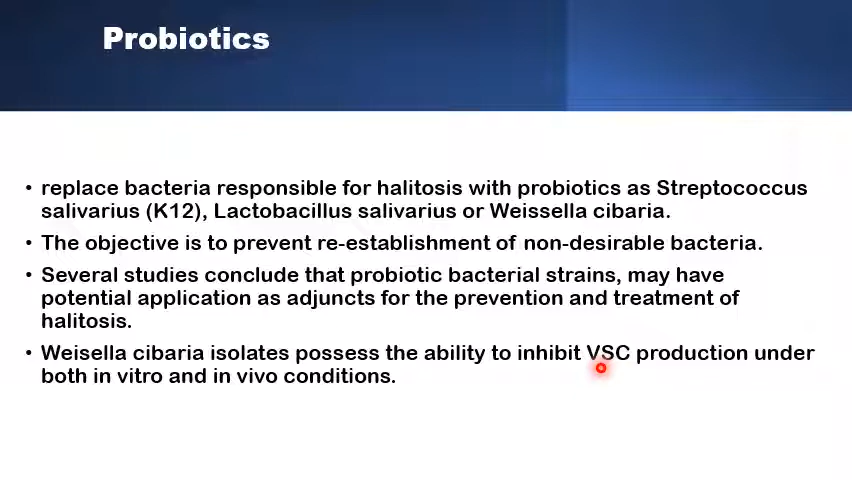 Probiotics
• replace bacteria responsible for halitosis with probiotics as Streptococcus
salivarius (K12), Lactobacillus salivarius or Weissella cibaria.
• The objective is to prevent re-establishment of non-desirable bacteria.
• Several studies conclude that probiotic bacterial strains, may have
potential application as adjuncts for the prevention and treatment of
halitosis.
• Weisella cibaria isolates possess the ability to inhibit VSC production under
both in vitro and in vivo conditions.